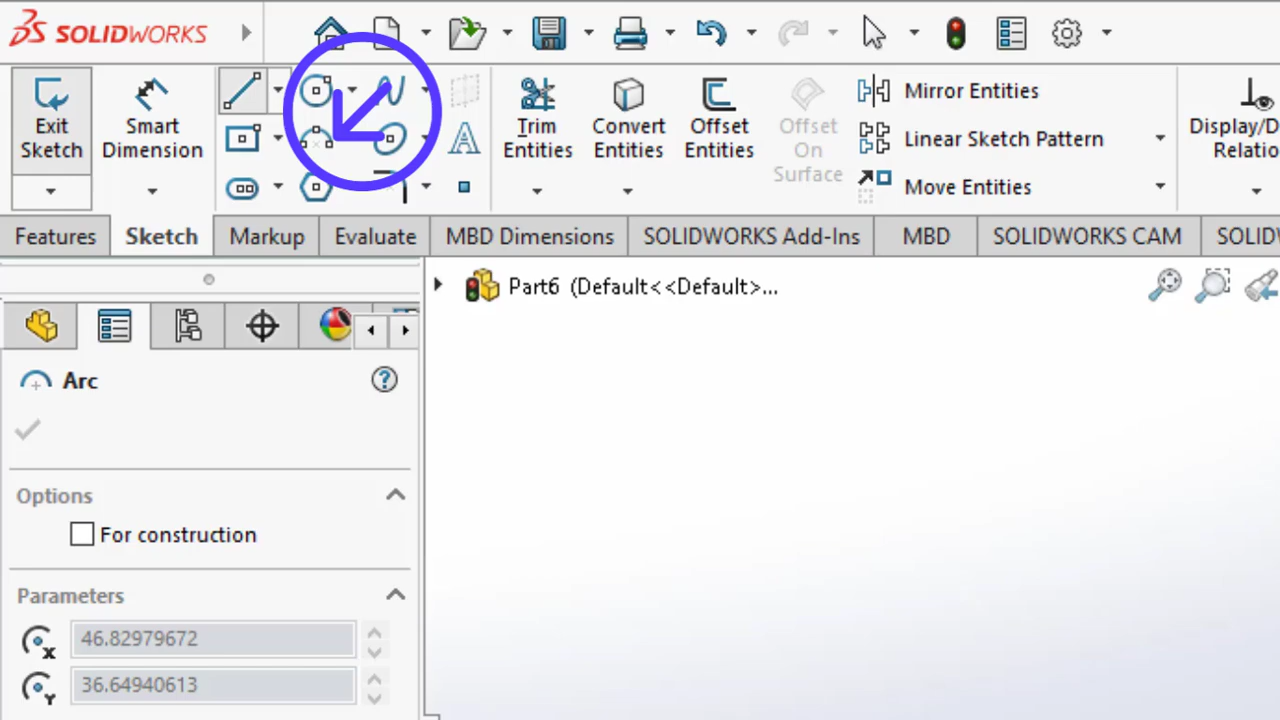 SOLIDWORKS
Exit Sketch
Smart Dimension
Trim Entities
Convert Entities
Offset Entities
Offset On Surface
Mirror Entities
Linear Sketch Pattern
Move Entities
Display/D
Relatio
Features Sketch Markup Evaluate MBD Dimensions SOLIDWORKS Add-Ins MBD SOLIDWORKS CAM SOLID
Part6 (Default<<Default>...
Arc
Options
For construction
Parameters
46.82979672
36.64940613